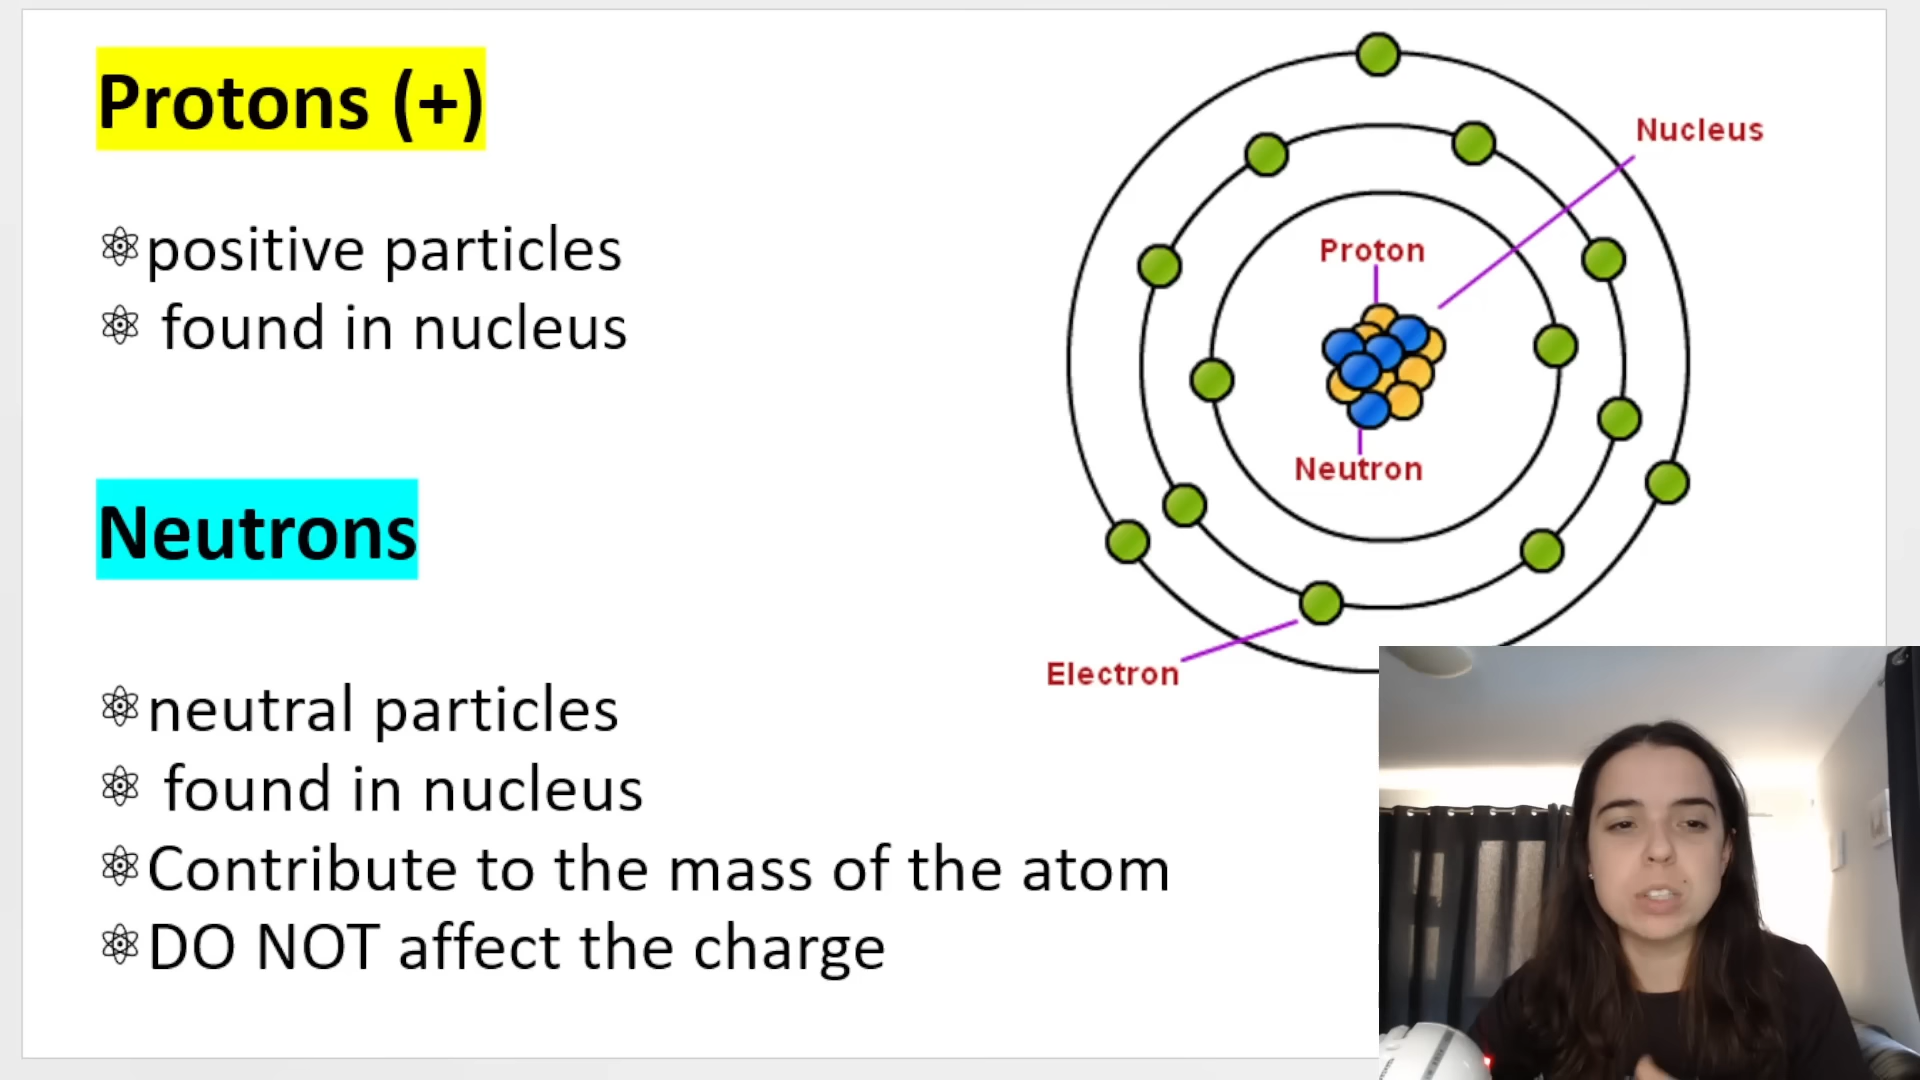 Protons (+)
⚛positive particles
⚛ found in nucleus
Neutrons
⚛neutral particles
⚛ found in nucleus
⚛Contribute to the mass of the atom
⚛DO NOT affect the charge
Nucleus
Proton
Neutron
Electron